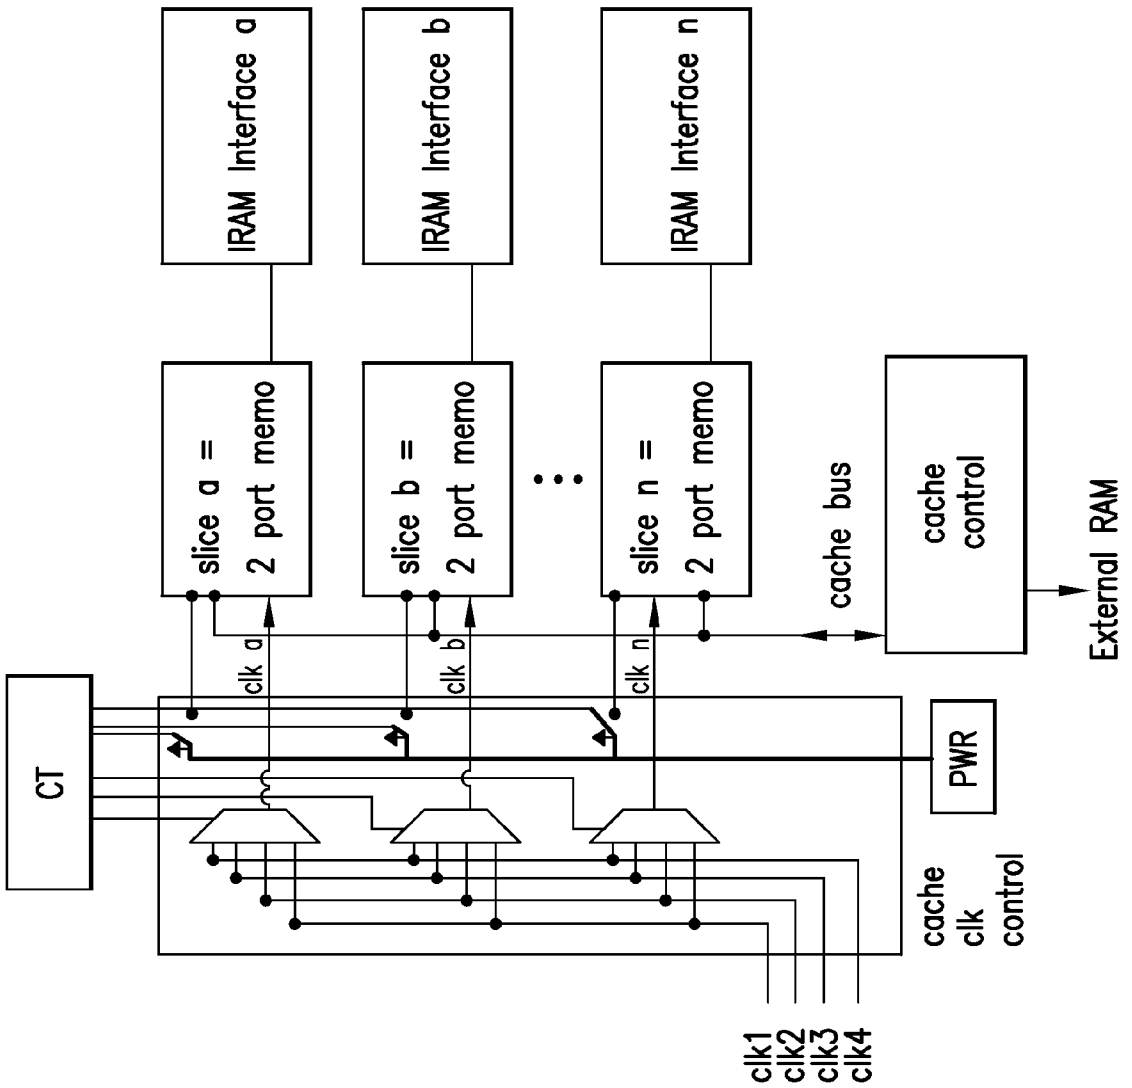 IRAM Interface a
IRAM Interface b
IRAM Interface n
slice a =
2 port memo
slice b =
2 port memo
slice n =
2 port memo
cache bus
cache
control
External RAM
clk a
clk b
clk n
CT
PWR
cache
clk
control
clk1
clk2
clk3
clk4